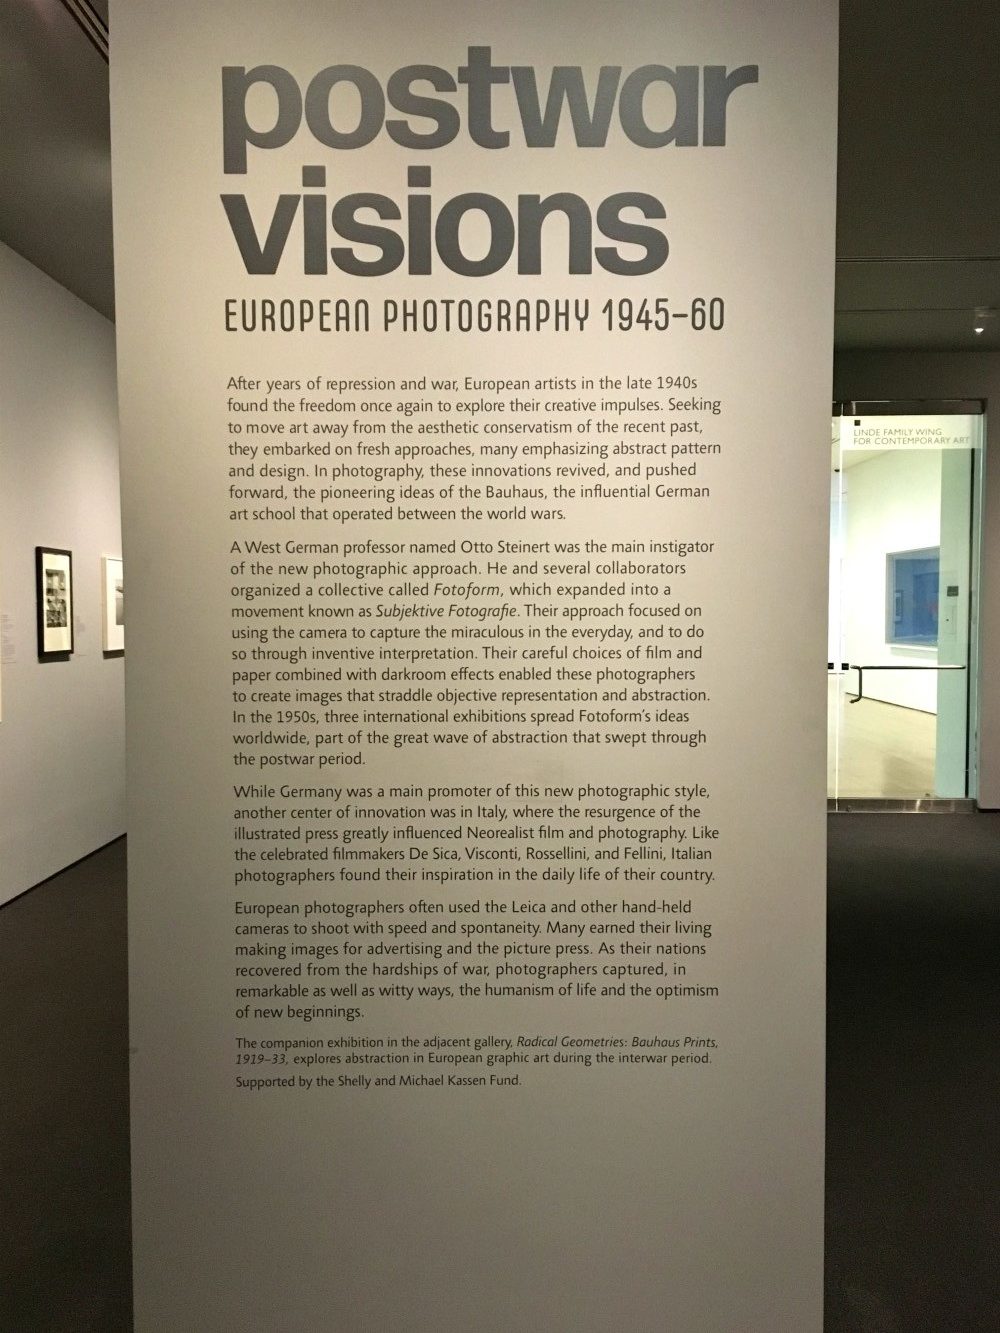 postwar
visions
EUROPEAN PHOTOGRAPHY 1945–60
After years of repression and war, European artists in the late 1940s
found the freedom once again to explore their creative impulses. Seeking
to move art away from the aesthetic conservatism of the recent past,
they embarked on fresh approaches, many emphasizing abstract pattern
and design. In photography, these innovations revived, and pushed
forward, the pioneering ideas of the Bauhaus, the influential German
art school that operated between the world wars.
A West German professor named Otto Steinert was the main instigator
of the new photographic approach. He and several collaborators
organized a collective called Fotoform, which expanded into a
movement known as Subjektive Fotografie. Their approach focused on
using the camera to capture the miraculous in the everyday, and to do
so through inventive interpretation. Their careful choices of film and
paper combined with darkroom effects enabled these photographers
to create images that straddle objective representation and abstraction.
In the 1950s, three international exhibitions spread Fotoform's ideas
worldwide, part of the great wave of abstraction that swept through
the postwar period.
While Germany was a main promoter of this new photographic style,
another center of innovation was in Italy, where the resurgence of the
illustrated press greatly influenced Neorealist film and photography. Like
the celebrated filmmakers De Sica, Visconti, Rossellini, and Fellini, Italian
photographers found their inspiration in the daily life of their country.
European photographers often used the Leica and other hand-held
cameras to shoot with speed and spontaneity. Many earned their living
making images for advertising and the picture press. As their nations
recovered from the hardships of war, photographers captured, in
remarkable as well as witty ways, the humanism of life and the optimism
of new beginnings.
The companion exhibition in the adjacent gallery, Radical Geometries: Bauhaus Prints,
1919–33, explores abstraction in European graphic art during the interwar period.
Supported by the Shelly and Michael Kassen Fund.
LINDE FAMILY WING
FOR CONTEMPORARY ART